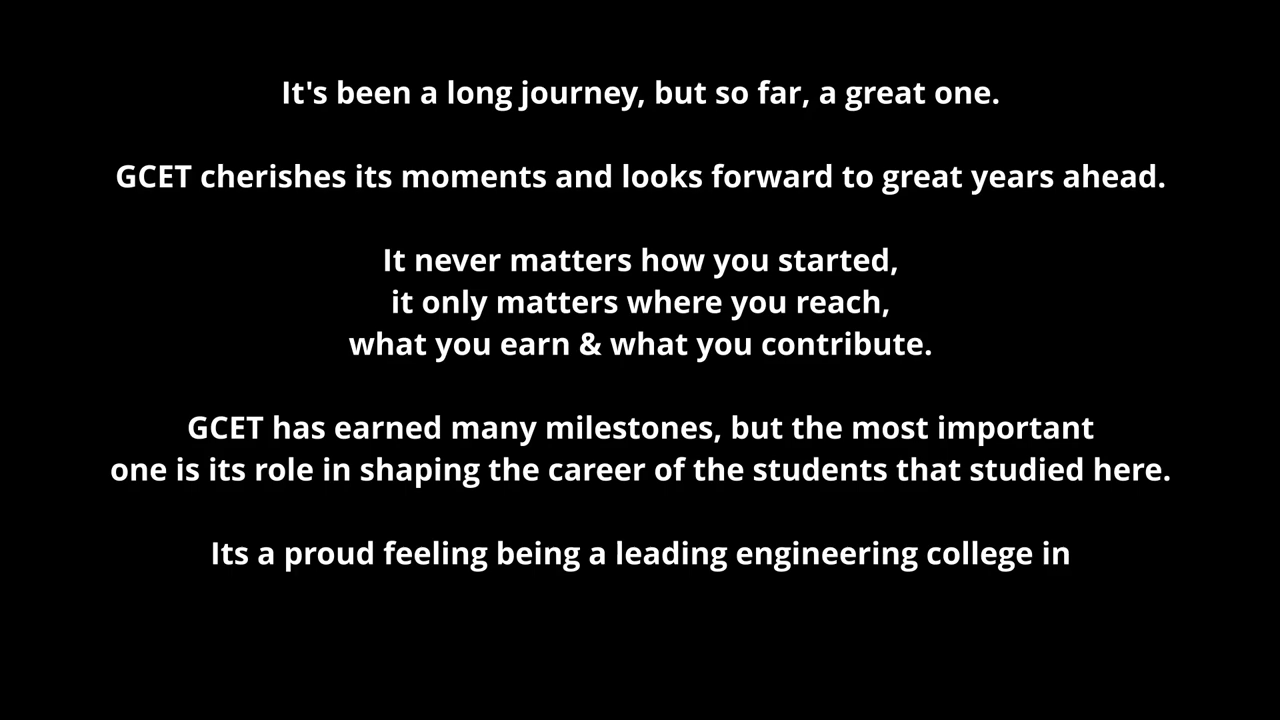 It's been a long journey, but so far, a great one.
GCET cherishes its moments and looks forward to great years ahead.
It never matters how you started,
it only matters where you reach,
what you earn & what you contribute.
GCET has earned many milestones, but the most important
one is its role in shaping the career of the students that studied here.
Its a proud feeling being a leading engineering college in